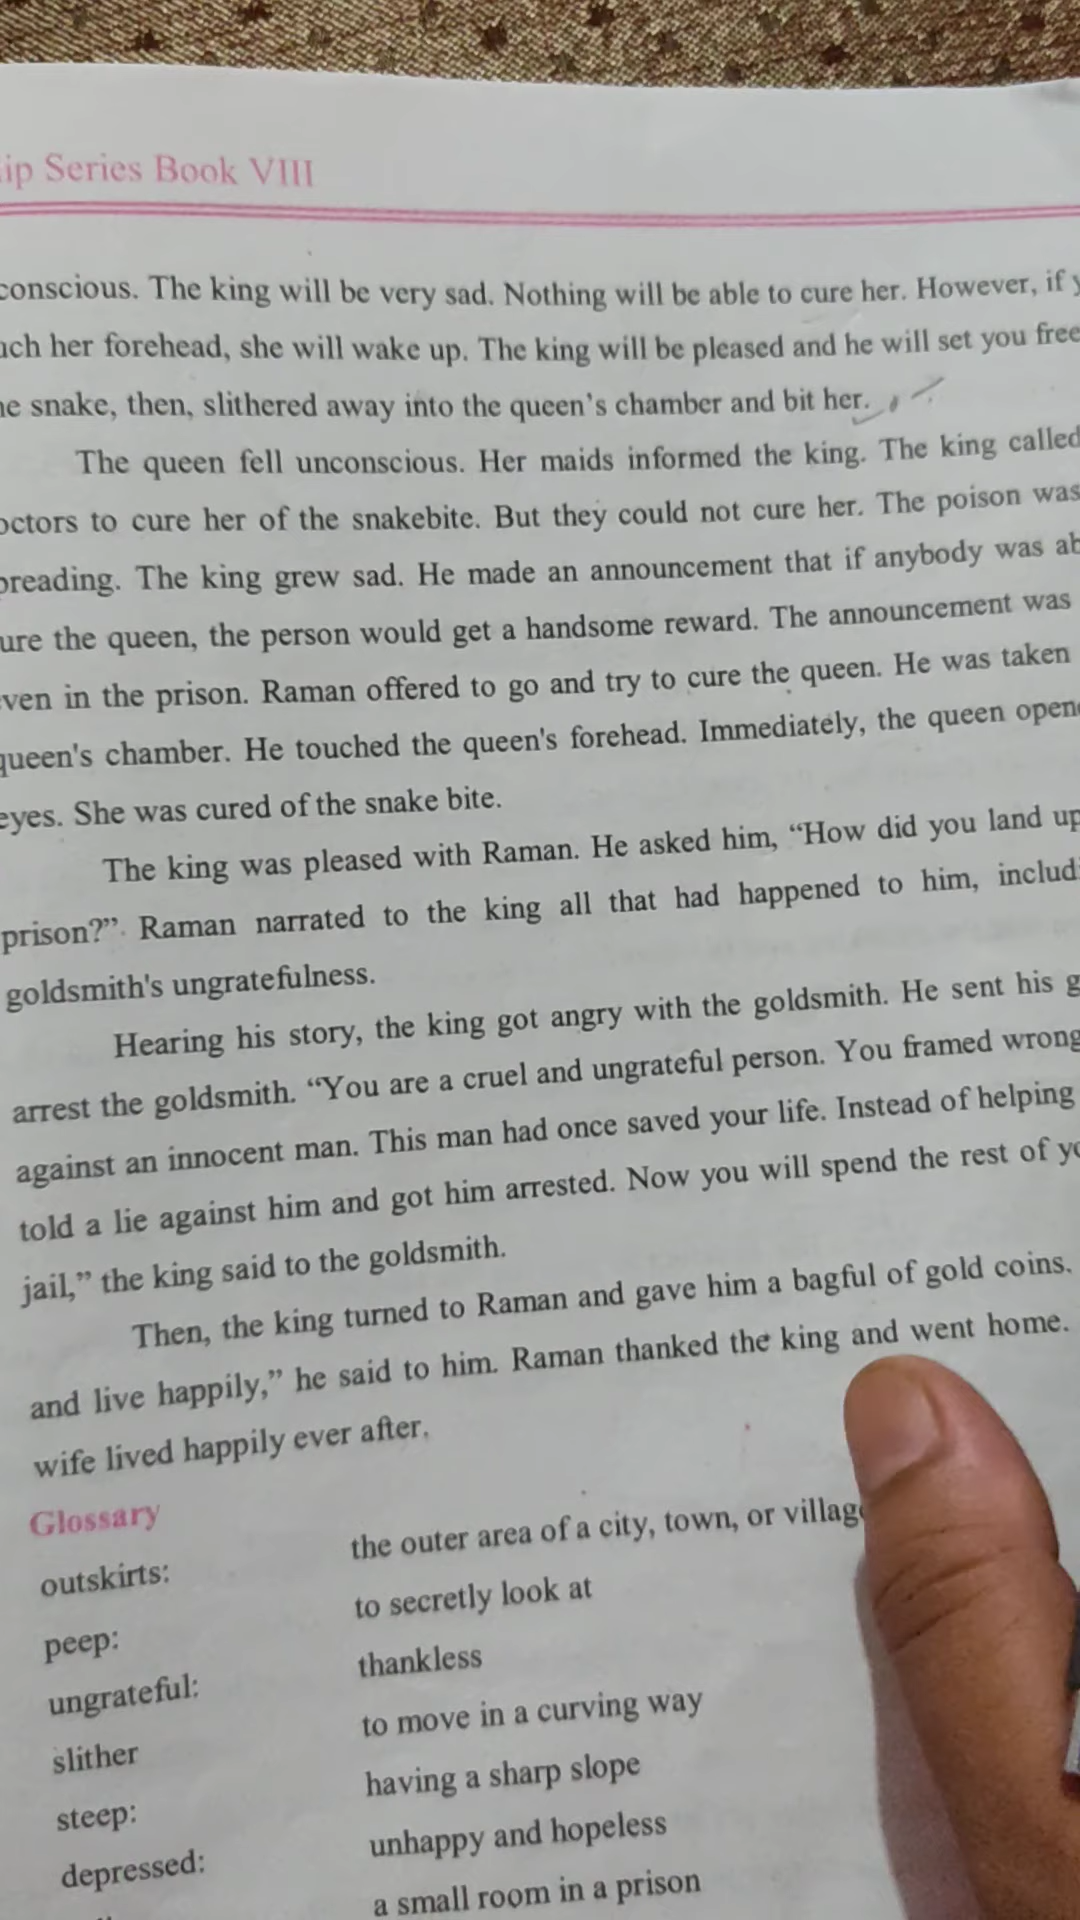 ip Series Book VIII
conscious. The king will be very sad. Nothing will be able to cure her. However, if
her forehead, she will wake up. The king will be pleased and he will set you free
snake, then, slithered away into the queen's chamber and bit her.
The queen fell unconscious. Her maids informed the king. The king called
octors to cure her of the snakebite. But they could not cure her. The poison was
preading. The king grew sad. He made an announcement that if anybody was ab
ure the queen, the person would get a handsome reward. The announcement was
ven in the prison. Raman offered to go and try to cure the queen. He was taken
queen's chamber. He touched the queen's forehead. Immediately, the queen open
eyes. She was cured of the snake bite.
The king was pleased with Raman. He asked him, “How did you land up
prison?” Raman narrated to the king all that had happened to him, includ
goldsmith's ungratefulness.
Hearing his story, the king got angry with the goldsmith. He sent his g
arrest the goldsmith. “You are a cruel and ungrateful person. You framed wrong
against an innocent man. This man had once saved your life. Instead of helping
told a lie against him and got him arrested. Now you will spend the rest of yo
jail,” the king said to the goldsmith.
Then, the king turned to Raman and gave him a bagful of gold coins.
and live happily,” he said to him. Raman thanked the king and went home.
wife lived happily ever after.
Glossary
outskirts: the outer area of a city, town, or village
peep: to secretly look at
ungrateful: thankless
slither to move in a curving way
steep: having a sharp slope
depressed: unhappy and hopeless
a small room in a prison